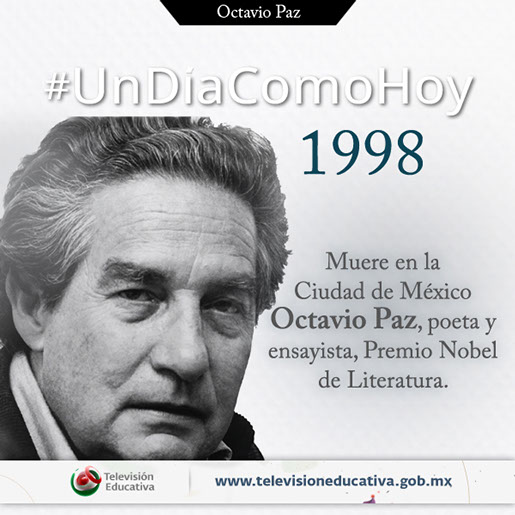 Octavio Paz
#UnDiaComoHoy
1998
Muere en la
Ciudad de México
Octavio Paz, poeta y
ensayista, Premio Nobel
de Literatura.
Televisión
Educativa
www.televisioneducativa.gob.mx